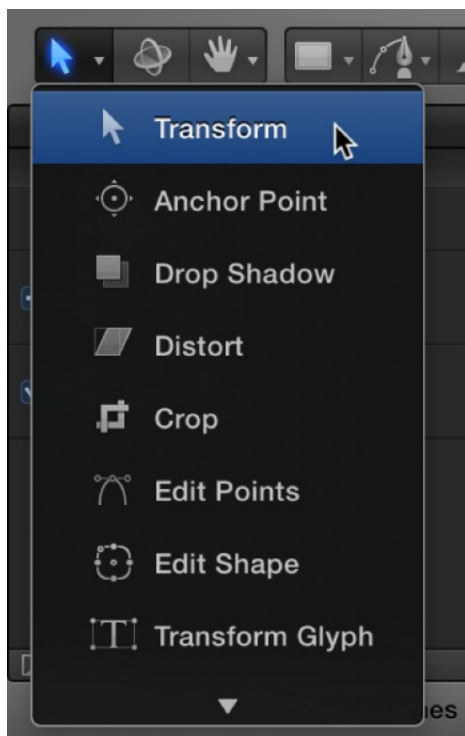 Transform
Anchor Point
Drop Shadow
Distort
Crop
Edit Points
Edit Shape
Transform Glyph